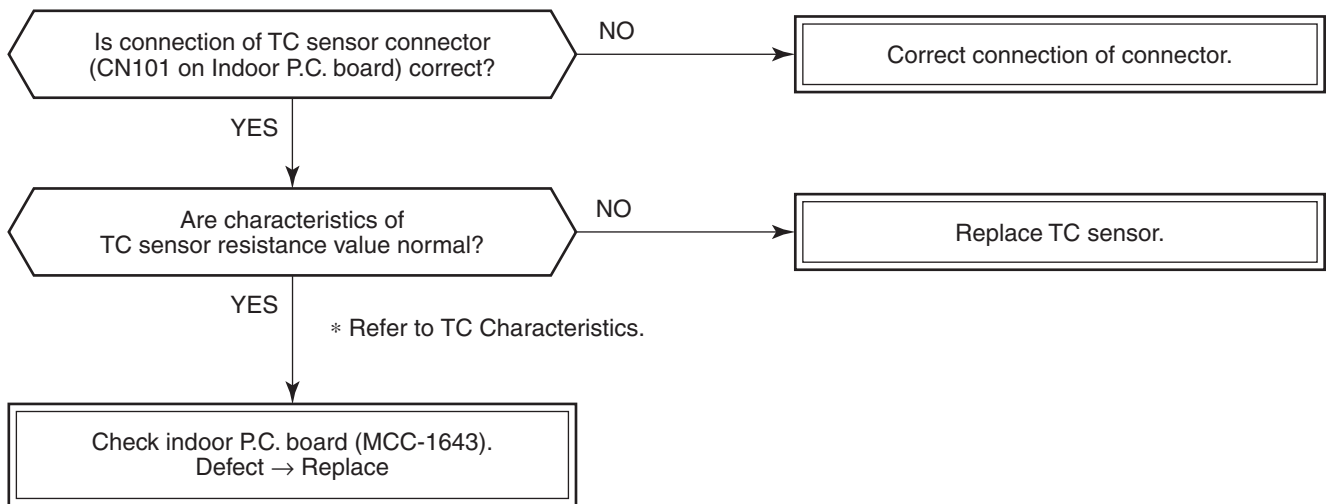 Is connection of TC sensor connector
(CN101 on Indoor P.C. board) correct?
NO
Correct connection of connector.
YES
Are characteristics of
TC sensor resistance value normal?
NO
Replace TC sensor.
YES
* Refer to TC Characteristics.
Check indoor P.C. board (MCC-1643).
Defect → Replace